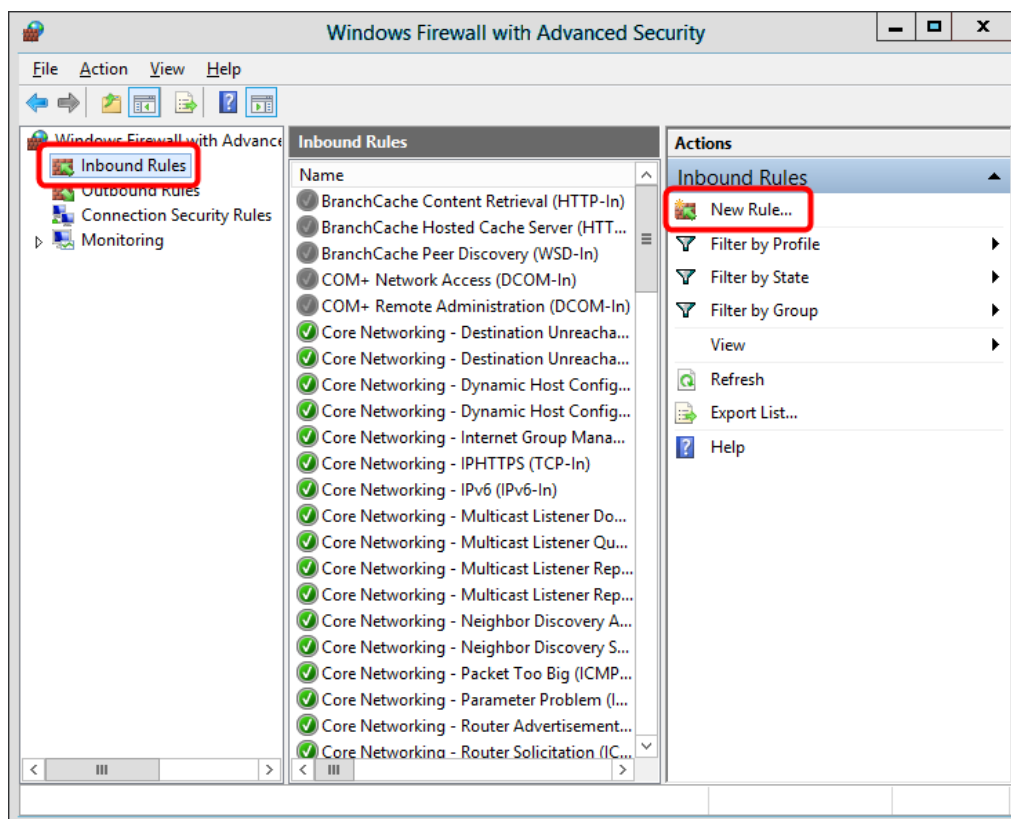 Windows Firewall with Advanced Security
File Action View Help
Windows Firewall with Advance
Inbound Rules
Outbound Rules
Connection Security Rules
Monitoring
Inbound Rules
Name
BranchCache Content Retrieval (HTTP-In)
BranchCache Hosted Cache Server (HTT...
BranchCache Peer Discovery (WSD-In)
COM+ Network Access (DCOM-In)
COM+ Remote Administration (DCOM-In)
Core Networking - Destination Unreacha...
Core Networking - Destination Unreacha...
Core Networking - Dynamic Host Config...
Core Networking - Dynamic Host Config...
Core Networking - Internet Group Mana...
Core Networking - IPHTTPS (TCP-In)
Core Networking - IPv6 (IPv6-In)
Core Networking - Multicast Listener Do...
Core Networking - Multicast Listener Qu...
Core Networking - Multicast Listener Rep...
Core Networking - Multicast Listener Rep...
Core Networking - Neighbor Discovery A...
Core Networking - Neighbor Discovery S...
Core Networking - Packet Too Big (ICMP...
Core Networking - Parameter Problem (I...
Core Networking - Router Advertisement...
Core Networking - Router Solicitation (IC...
Actions
Inbound Rules
New Rule...
Filter by Profile
Filter by State
Filter by Group
View
Refresh
Export List...
Help